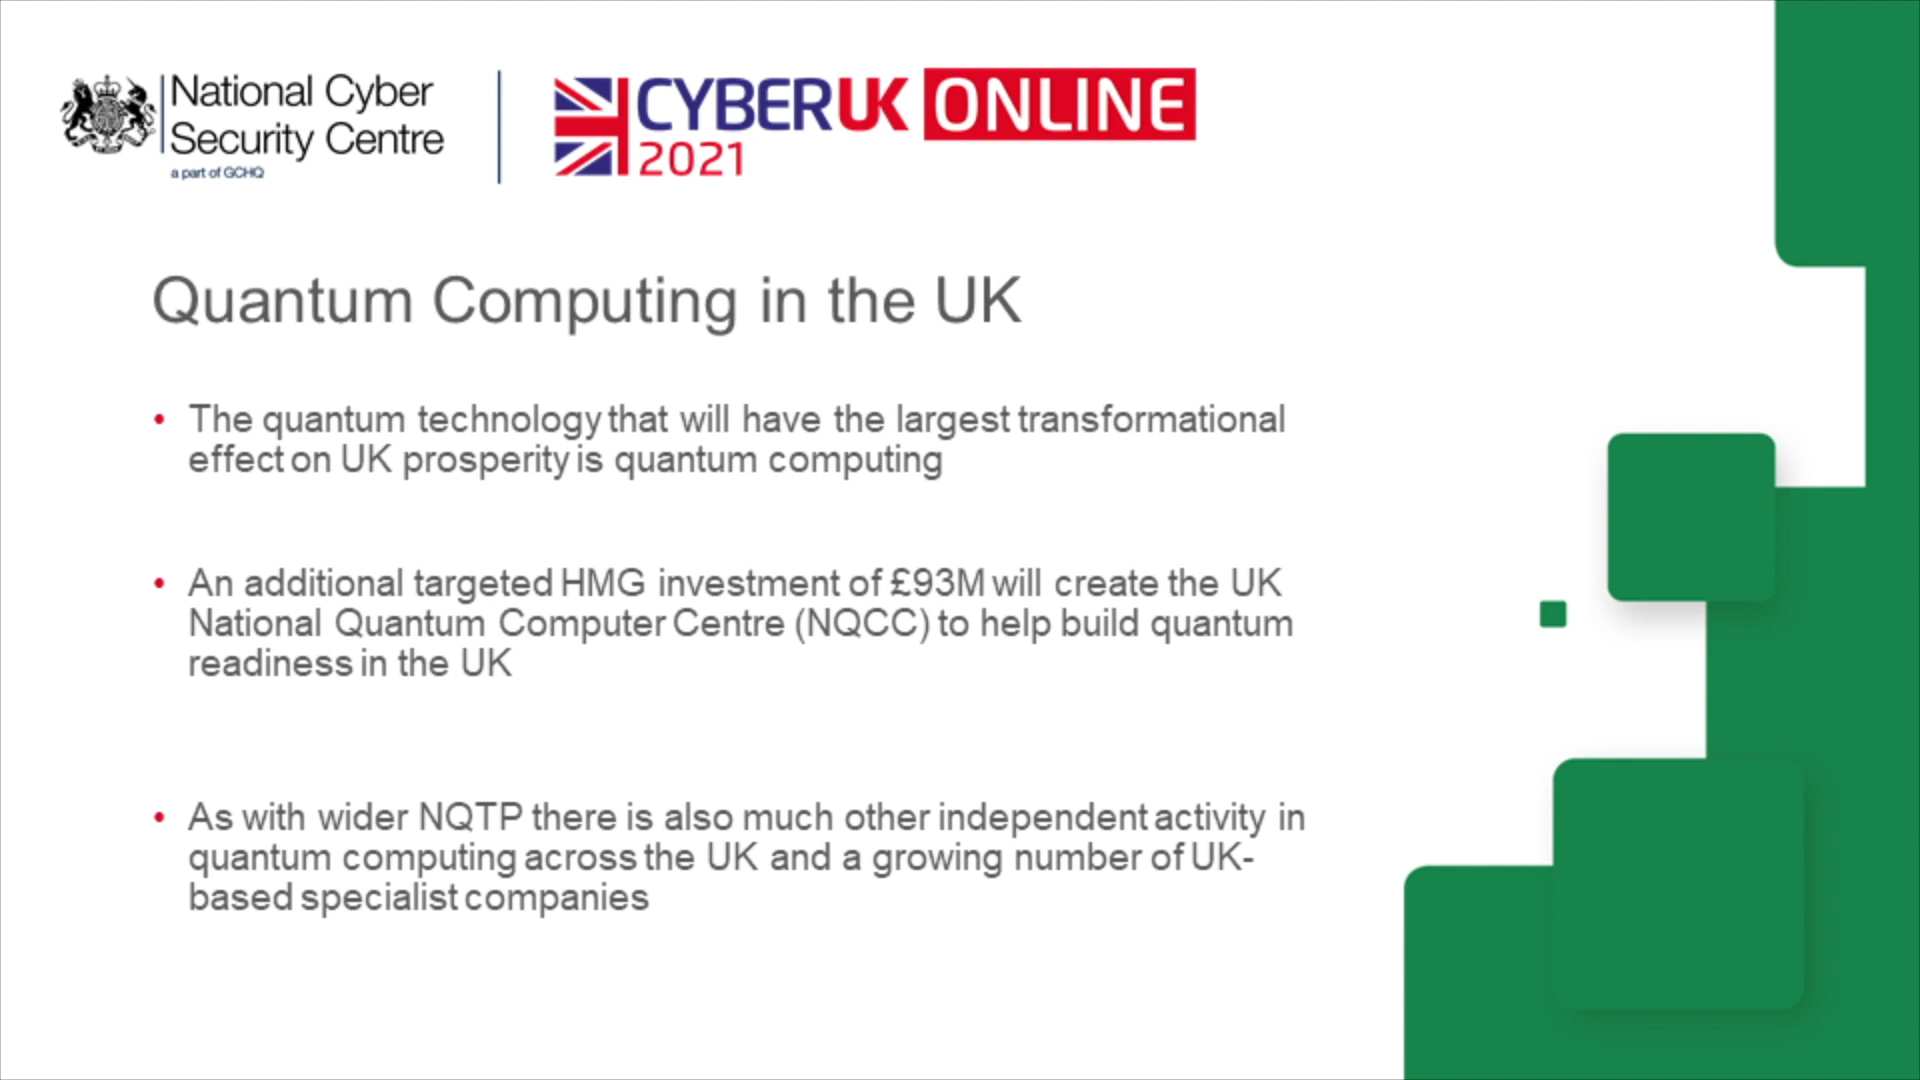 National Cyber
Security Centre
a part of GCHQ
CYBERUK ONLINE
2021
Quantum Computing in the UK
• The quantum technology that will have the largest transformational
effect on UK prosperity is quantum computing
• An additional targeted HMG investment of £93M will create the UK
National Quantum Computer Centre (NQCC) to help build quantum
readiness in the UK
• As with wider NQTP there is also much other independent activity in
quantum computing across the UK and a growing number of UK-
based specialist companies